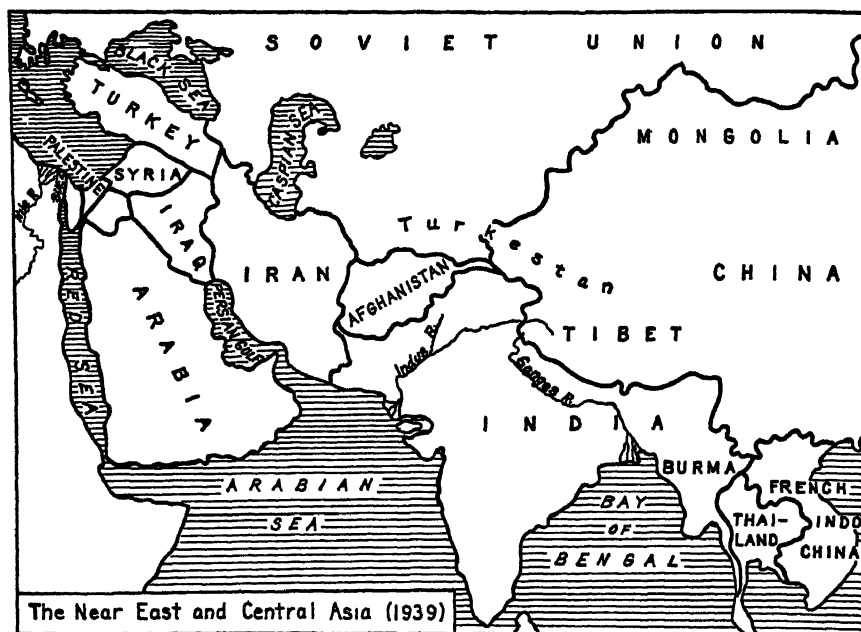 SOVIET UNION
BLACK SEA
TURKEY
CASPIAN SEA
MONGOLIA
PALESTINE
SYRIA
Nile R.
IRAQ
Turkestan
IRAN
AFGHANISTAN
CHINA
ARABIA
PERSIAN GULF
RED SEA
Indus R.
TIBET
Ganges R.
INDIA
BURMA
FRENCH
INDO
CHINA
THAI-
LAND
ARABIAN
SEA
BAY
OF
BENGAL
The Near East and Central Asia (1939)